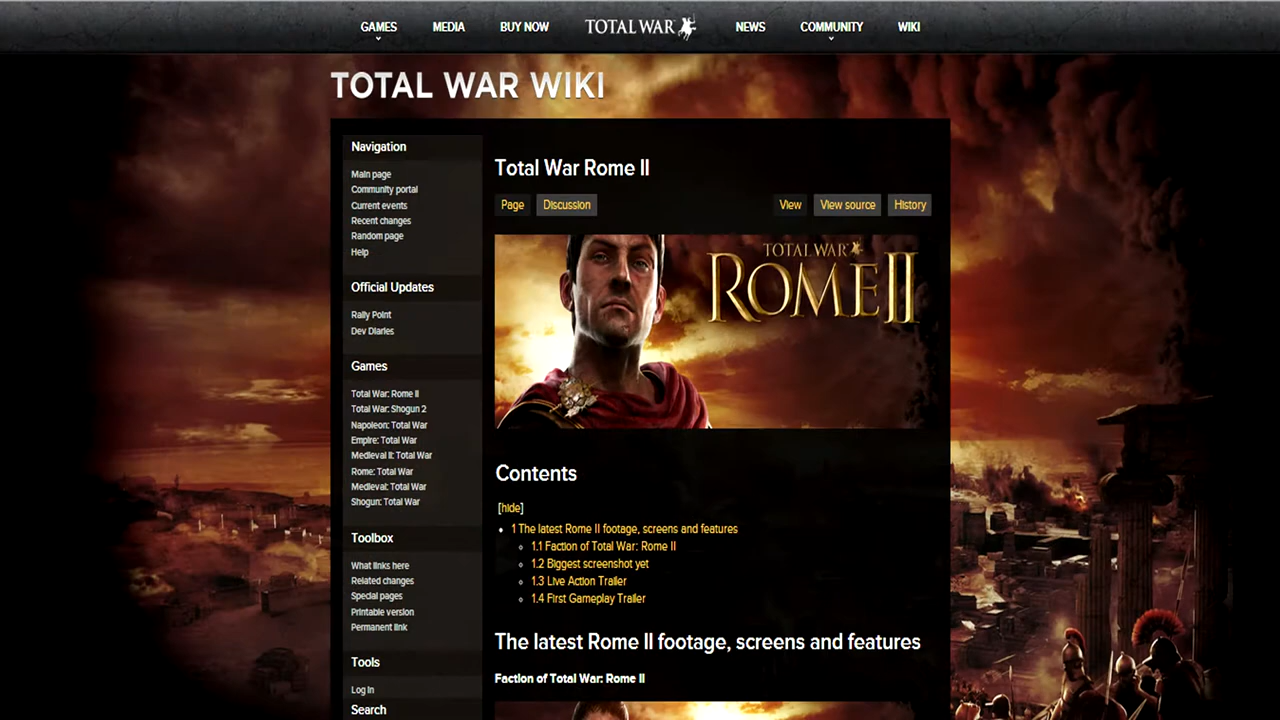 GAMES MEDIA BUY NOW TOTAL WAR NEWS COMMUNITY WIKI
TOTAL WAR WIKI
Navigation
Main page
Community portal
Current events
Recent changes
Random page
Help
Official Updates
Rally Point
Dev Diaries
Games
Total War: Rome II
Total War: Shogun 2
Napoleon: Total War
Empire: Total War
Medieval II: Total War
Rome: Total War
Medieval: Total War
Shogun: Total War
Toolbox
What links here
Related changes
Special pages
Printable version
Permanent link
Tools
Log in
Search
Total War Rome II
Page Discussion View View source History
TOTAL WAR
ROME II
Contents
[hide]
1 The latest Rome II footage, screens and features
1.1 Faction of Total War: Rome II
1.2 Biggest screenshot yet
1.3 Live Action Trailer
1.4 First Gameplay Trailer
The latest Rome II footage, screens and features
Faction of Total War: Rome II